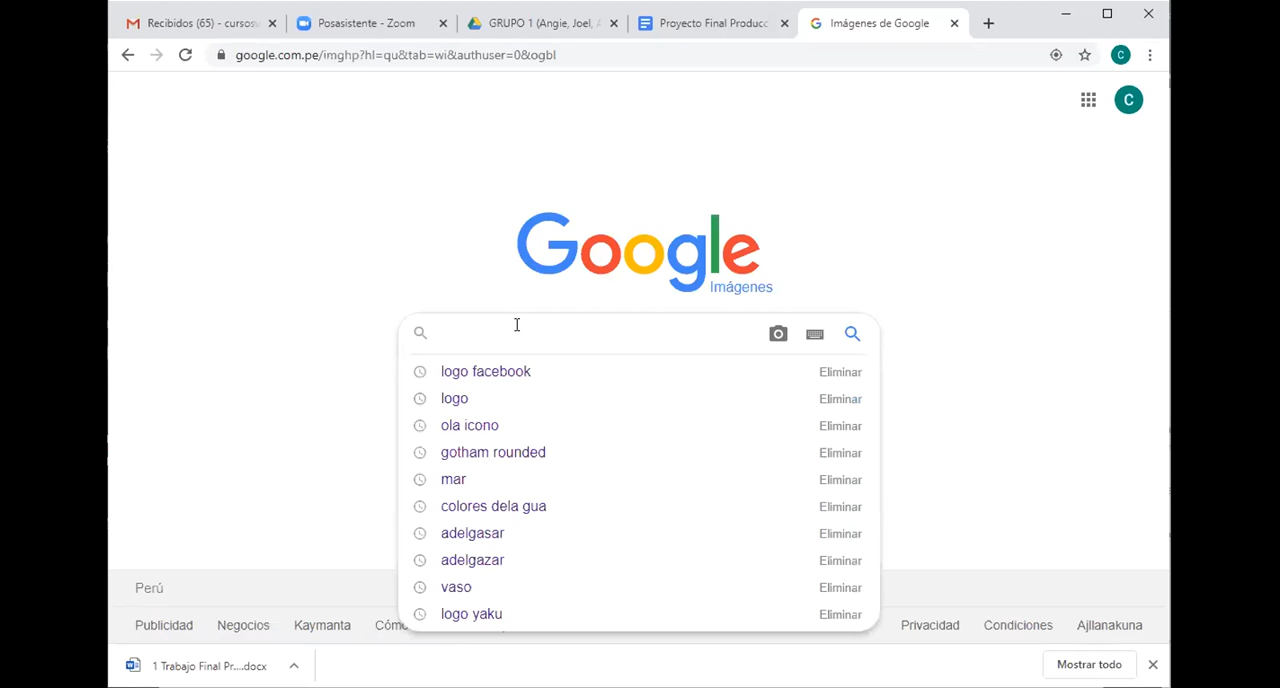 Recibidos (65) - cursosv
Posasistente - Zoom
GRUPO 1 (Angie, Joel, A
Proyecto Final Producc
Imágenes de Google
google.com.pe/imghp?hl=qu&tab=wi&authuser=0&ogbl
C
C
Google
Imágenes
logo facebook Eliminar
logo Eliminar
ola icono Eliminar
gotham rounded Eliminar
mar Eliminar
colores dela gua Eliminar
adelgasar Eliminar
adelgazar Eliminar
vaso Eliminar
logo yaku Eliminar
Perú
Publicidad Negocios Kaymanta Cómo Privacidad Condiciones Ajllanakuna
1 Trabajo Final Pr....docx Mostrar todo